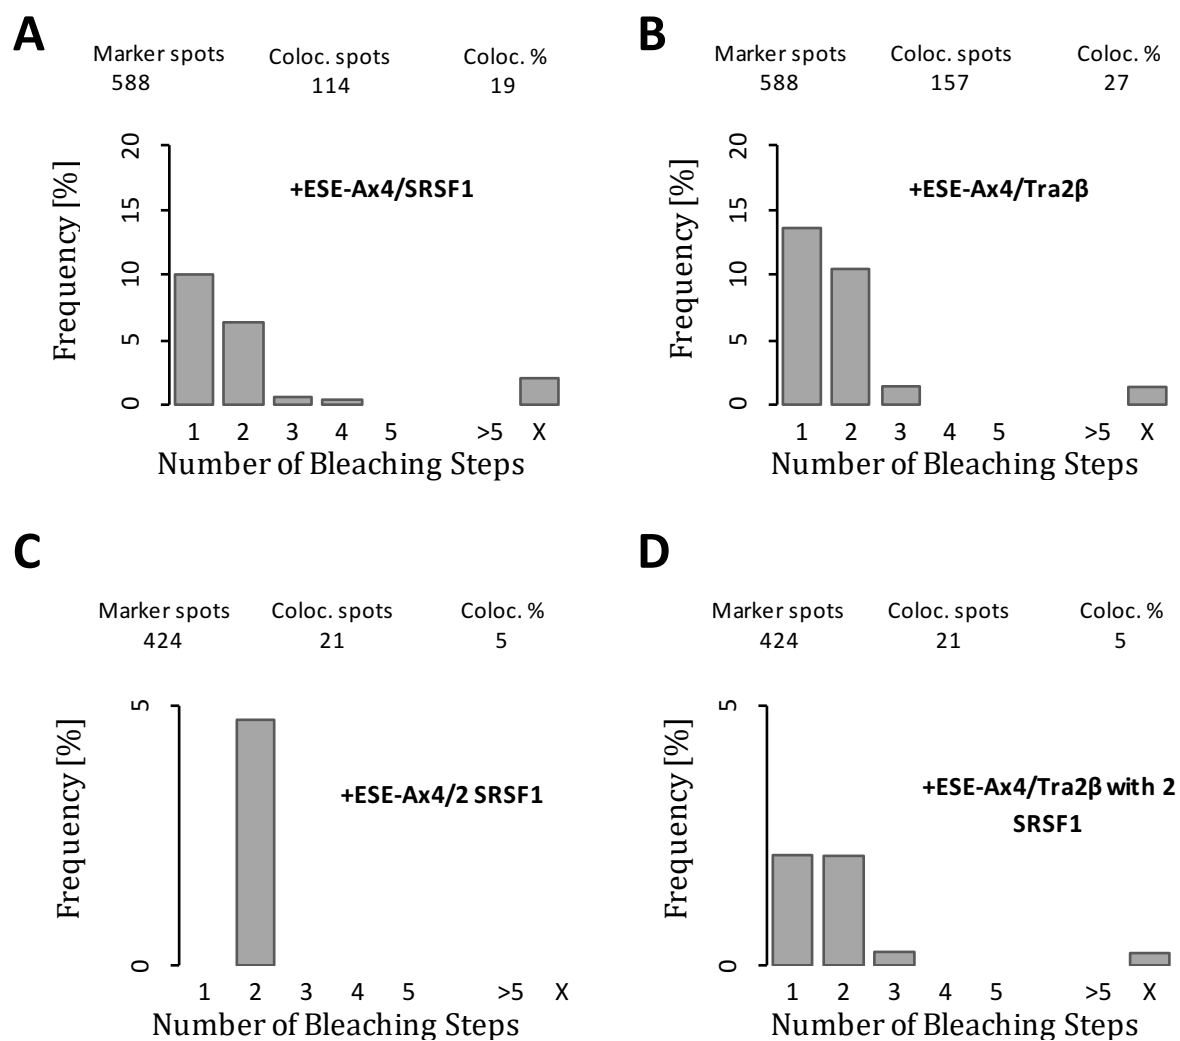 A
Marker spots Coloc. spots Coloc. %
588 114 19
Frequency [%]
20
15
10
5
0
+ESE-Ax4/SRSF1
1 2 3 4 5 >5 X
Number of Bleaching Steps
B
Marker spots Coloc. spots Coloc. %
588 157 27
Frequency [%]
20
15
10
5
0
+ESE-Ax4/Tra2β
1 2 3 4 5 >5 X
Number of Bleaching Steps
C
Marker spots Coloc. spots Coloc. %
424 21 5
Frequency [%]
5
0
+ESE-Ax4/2 SRSF1
1 2 3 4 5 >5 X
Number of Bleaching Steps
D
Marker spots Coloc. spots Coloc. %
424 21 5
Frequency [%]
5
0
+ESE-Ax4/Tra2β with 2
SRSF1
1 2 3 4 5 >5 X
Number of Bleaching Steps